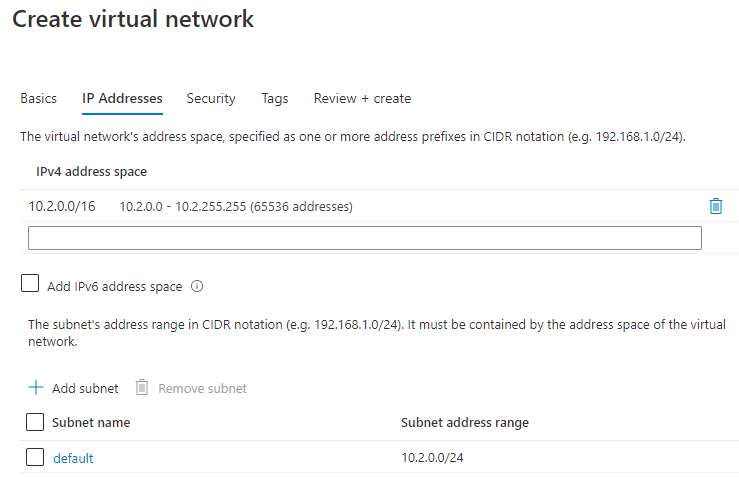 Create virtual network
Basics IP Addresses Security Tags Review + create
The virtual network's address space, specified as one or more address prefixes in CIDR notation (e.g. 192.168.1.0/24).
IPv4 address space
10.2.0.0/16 10.2.0.0 - 10.2.255.255 (65536 addresses)
Add IPv6 address space
The subnet's address range in CIDR notation (e.g. 192.168.1.0/24). It must be contained by the address space of the virtual
network.
Add subnet Remove subnet
Subnet name Subnet address range
default 10.2.0.0/24